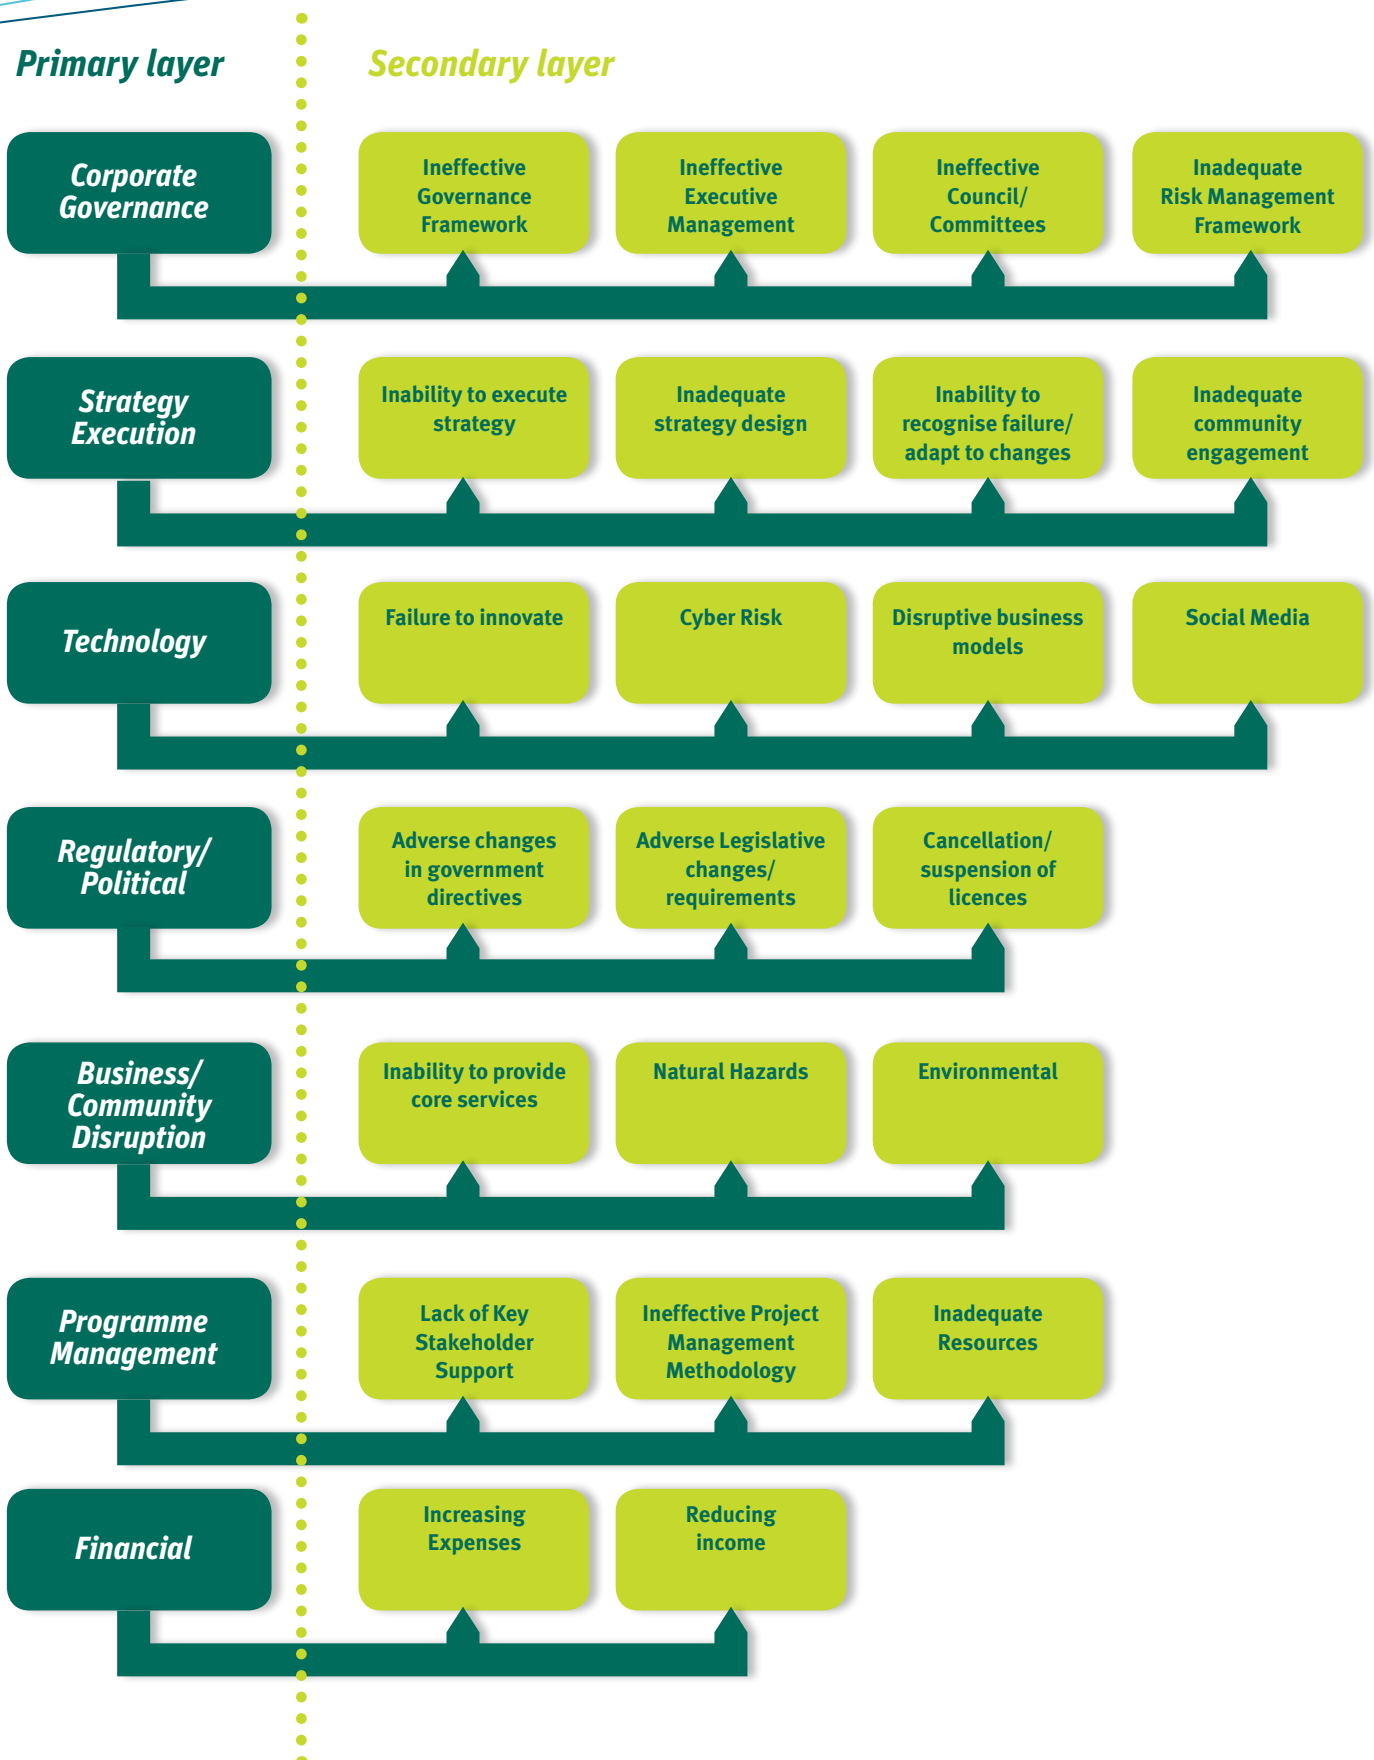 Primary layer
Secondary layer
Corporate
Governance
Ineffective
Governance
Framework
Ineffective
Executive
Management
Ineffective
Council/
Committees
Inadequate
Risk Management
Framework
Strategy
Execution
Inability to execute
strategy
Inadequate
strategy design
Inability to
recognise failure/
adapt to changes
Inadequate
community
engagement
Technology
Failure to innovate
Cyber Risk
Disruptive business
models
Social Media
Regulatory/
Political
Adverse changes
in government
directives
Adverse Legislative
changes/
requirements
Cancellation/
suspension of
licences
Business/
Community
Disruption
Inability to provide
core services
Natural Hazards
Environmental
Programme
Management
Lack of Key
Stakeholder
Support
Ineffective Project
Management
Methodology
Inadequate
Resources
Financial
Increasing
Expenses
Reducing
income